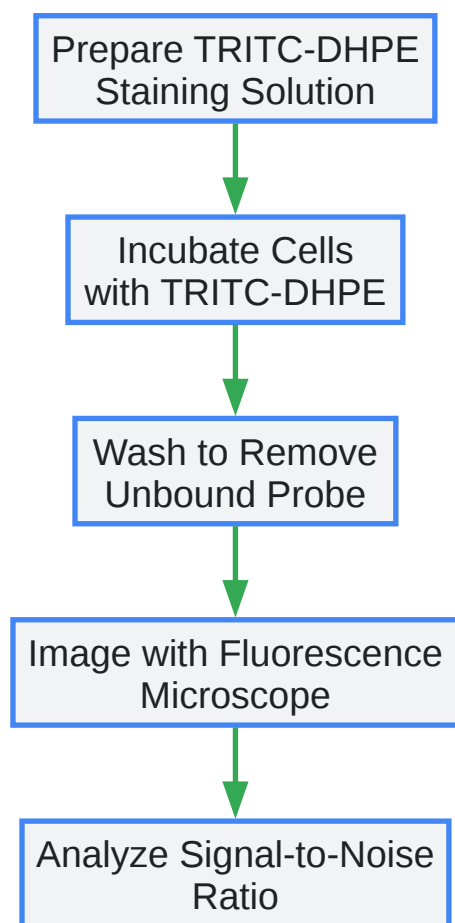 Prepare TRITC-DHPE
Staining Solution
Incubate Cells
with TRITC-DHPE
Wash to Remove
Unbound Probe
Image with Fluorescence
Microscope
Analyze Signal-to-Noise
Ratio